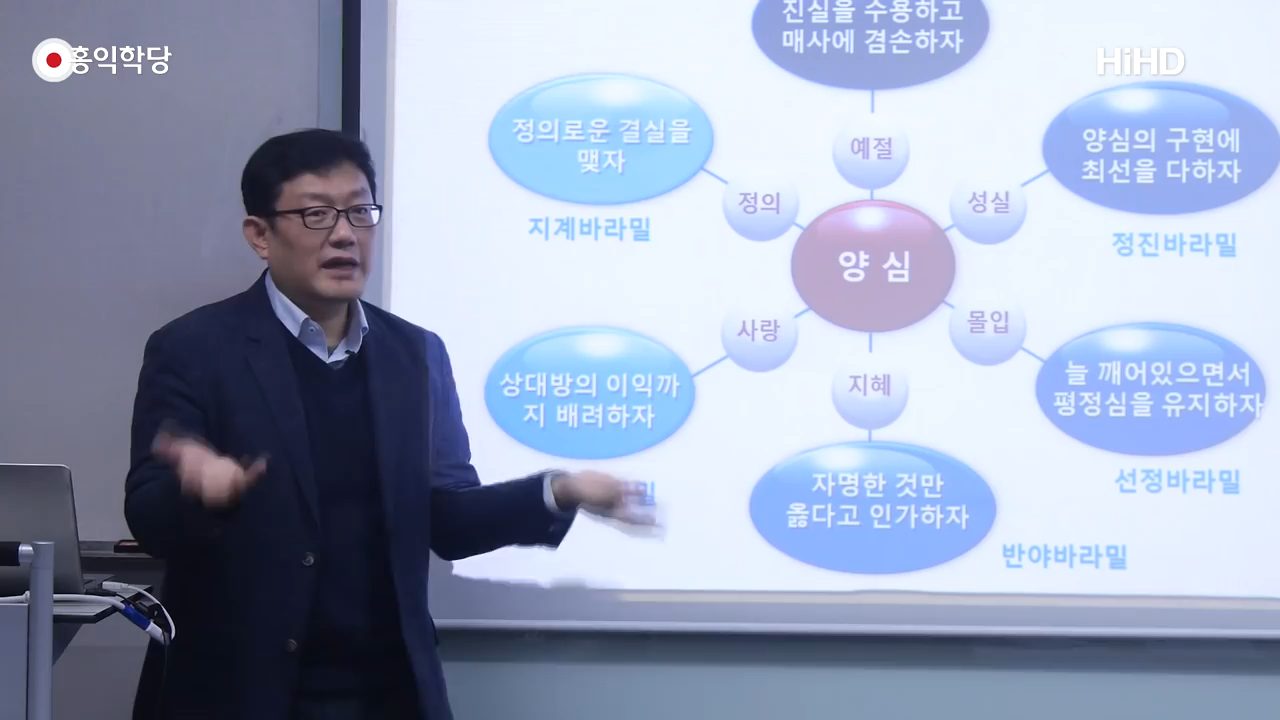 홍익학당
HiHD
진실을 수용하고
매사에 겸손하자
예절
정의로운 결실을
맺자
정의
지계바라밀
성실
양심의 구현에
최선을 다하자
정진바라밀
양 심
사랑
상대방의 이익까
지 배려하자
밀
몰입
늘 깨어있으면서
평정심을 유지하자
선정바라밀
지혜
자명한 것만
옳다고 인가하자
반야바라밀